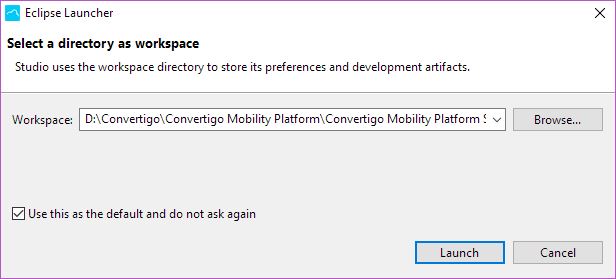 Eclipse Launcher
Select a directory as workspace
Studio uses the workspace directory to store its preferences and development artifacts.
Workspace: D:\Convertigo\Convertigo Mobility Platform\Convertigo Mobility Platform Browse...
Use this as the default and do not ask again
Launch Cancel